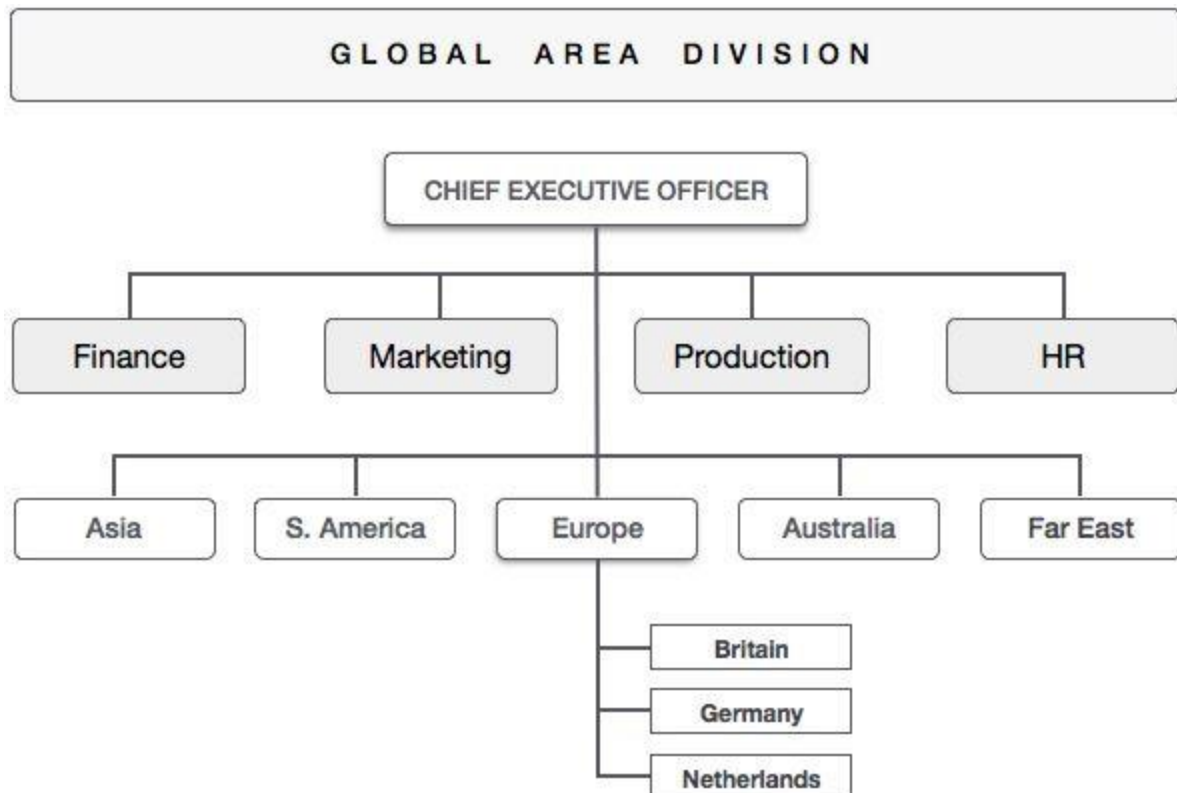 GLOBAL AREA DIVISION
CHIEF EXECUTIVE OFFICER
Finance
Marketing
Production
HR
Asia
S. America
Europe
Australia
Far East
Britain
Germany
Netherlands